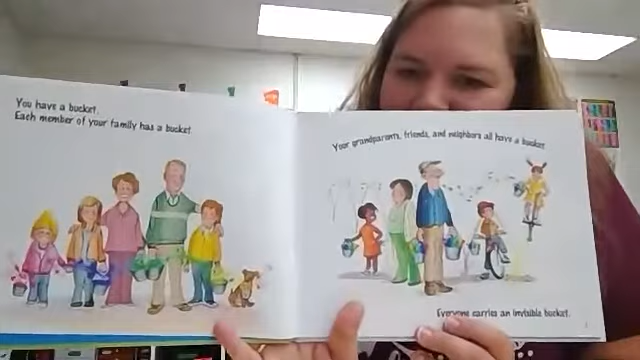 You have a bucket.
Each member of your family has a bucket.
Your grandparents, friends, and neighbors all have a bucket.
Everyone carries an invisible bucket.